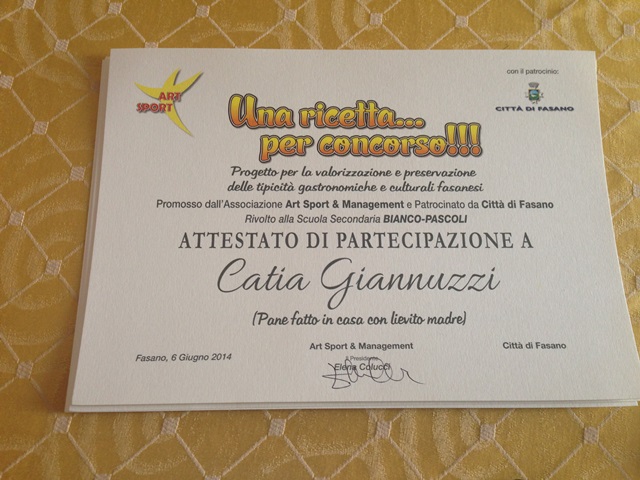 ART
SPORT
con il patrocinio:
CITTÀ DI FASANO
Una ricetta...
per concorso!!!
Progetto per la valorizzazione e preservazione
delle tipicità gastronomiche e culturali fasanesi
Promosso dall'Associazione Art Sport & Management e Patrocinato da Città di Fasano
Rivolto alla Scuola Secondaria BIANCO-PASCOLI
ATTESTATO DI PARTECIPAZIONE A
Catia Giannuzzi
(Pane fatto in casa con lievito madre)
Fasano, 6 Giugno 2014
Art Sport & Management
Il Presidente
Elena Colucci
Città di Fasano